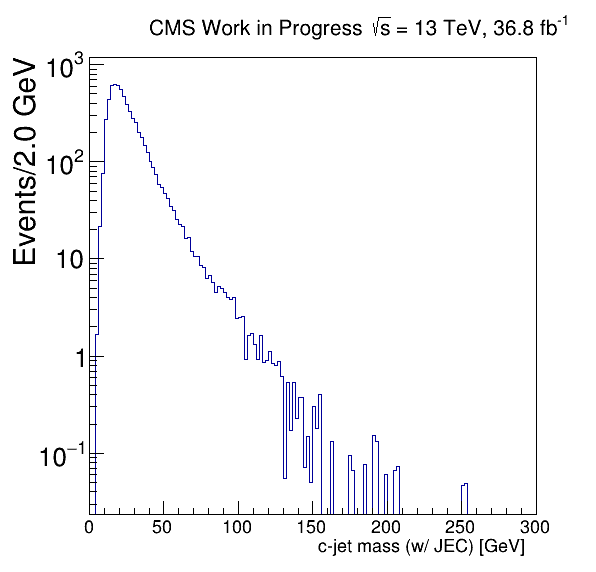 CMS Work in Progress √s = 13 TeV, 36.8 fb⁻¹
Events/2.0 GeV
10³
10²
10
1
10⁻¹
0 50 100 150 200 250 300
c-jet mass (w/ JEC) [GeV]